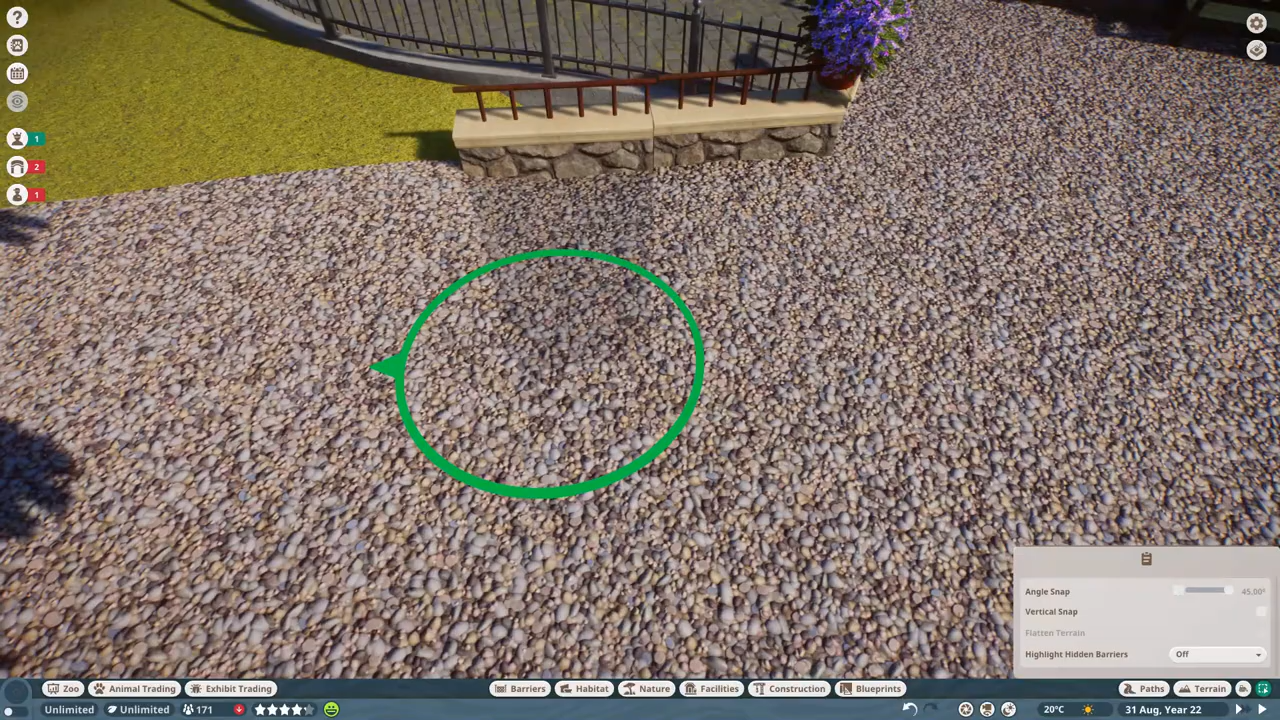 ?
1
2
1
Angle Snap 45.00°
Vertical Snap
Flatten Terrain
Highlight Hidden Barriers Off
Zoo Animal Trading Exhibit Trading Barriers Habitat Nature Facilities Construction Blueprints Paths Terrain
Unlimited Unlimited 171 20°C 31 Aug, Year 22